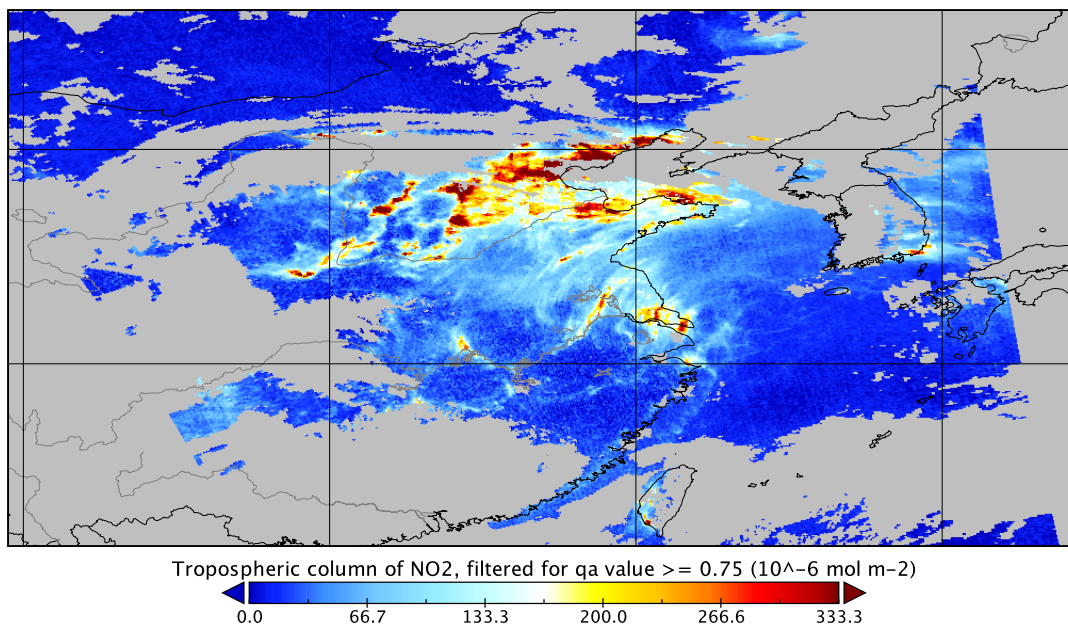 Tropospheric column of NO2, filtered for qa value >= 0.75 (10^-6 mol m-2)
0.0 66.7 133.3 200.0 266.6 333.3